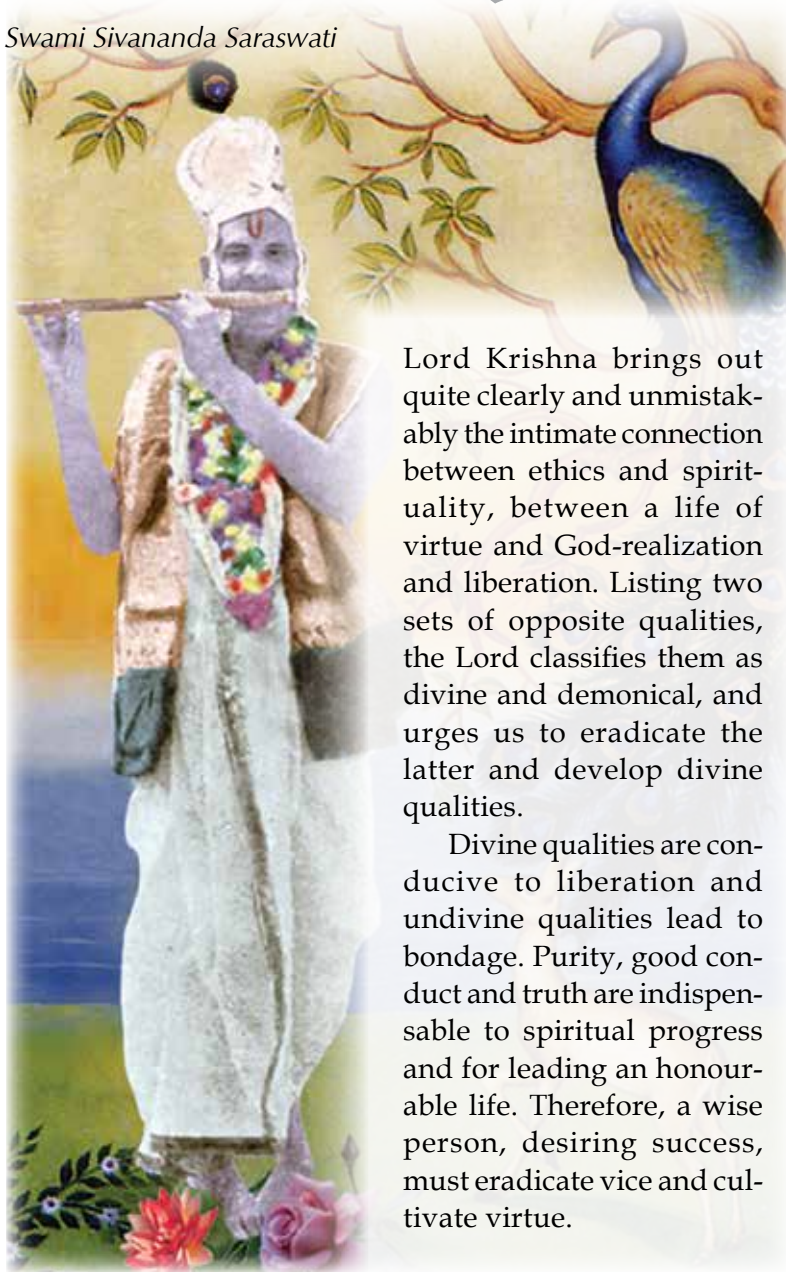 Swami Sivananda Saraswati
Lord Krishna brings out
quite clearly and unmistak-
ably the intimate connection
between ethics and spirit-
uality, between a life of
virtue and God-realization
and liberation. Listing two
sets of opposite qualities,
the Lord classifies them as
divine and demonical, and
urges us to eradicate the
latter and develop divine
qualities.
Divine qualities are con-
ducive to liberation and
undivine qualities lead to
bondage. Purity, good con-
duct and truth are indispen-
sable to spiritual progress
and for leading an honour-
able life. Therefore, a wise
person, desiring success,
must eradicate vice and cul-
tivate virtue.